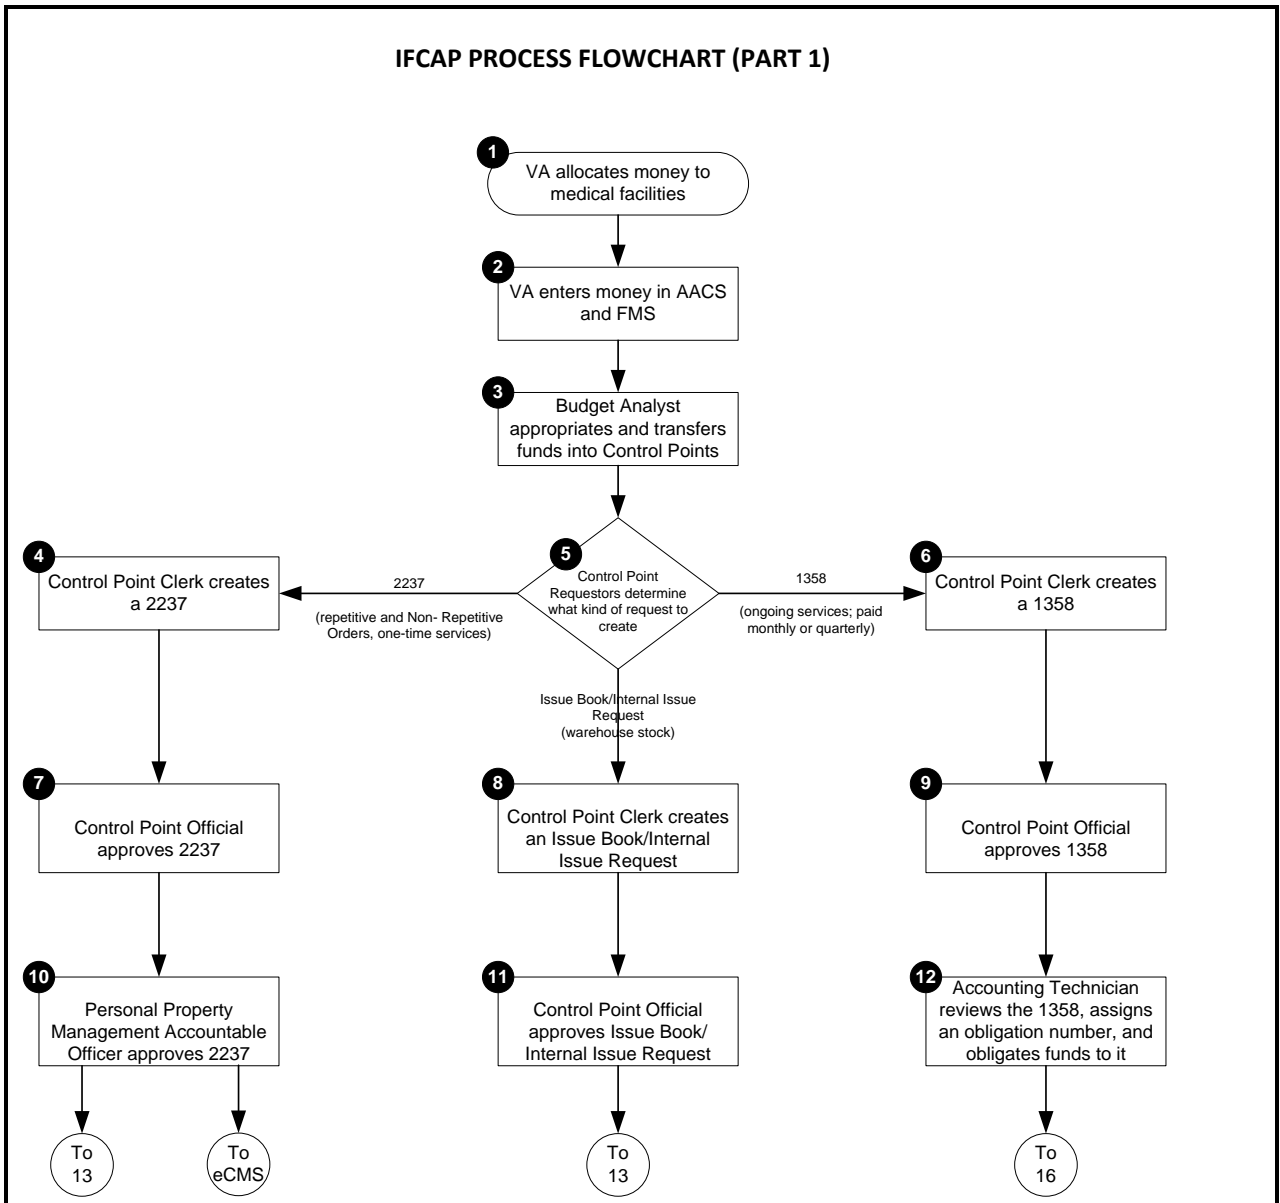 IFCAP PROCESS FLOWCHART (PART 1)
1
VA allocates money to
medical facilities
2
VA enters money in AACS
and FMS
3
Budget Analyst
appropriates and transfers
funds into Control Points
4
Control Point Clerk creates
a 2237
2237
(repetitive and Non- Repetitive
Orders, one-time services)
5
Control Point
Requestors determine
what kind of request to
create
1358
(ongoing services; paid
monthly or quarterly)
6
Control Point Clerk creates
a 1358
Issue Book/Internal Issue
Request
(warehouse stock)
7
Control Point Official
approves 2237
8
Control Point Clerk creates
an Issue Book/Internal
Issue Request
9
Control Point Official
approves 1358
10
Personal Property
Management Accountable
Officer approves 2237
11
Control Point Official
approves Issue Book/
Internal Issue Request
12
Accounting Technician
reviews the 1358, assigns
an obligation number, and
obligates funds to it
To
13
To
eCMS
To
13
To
16